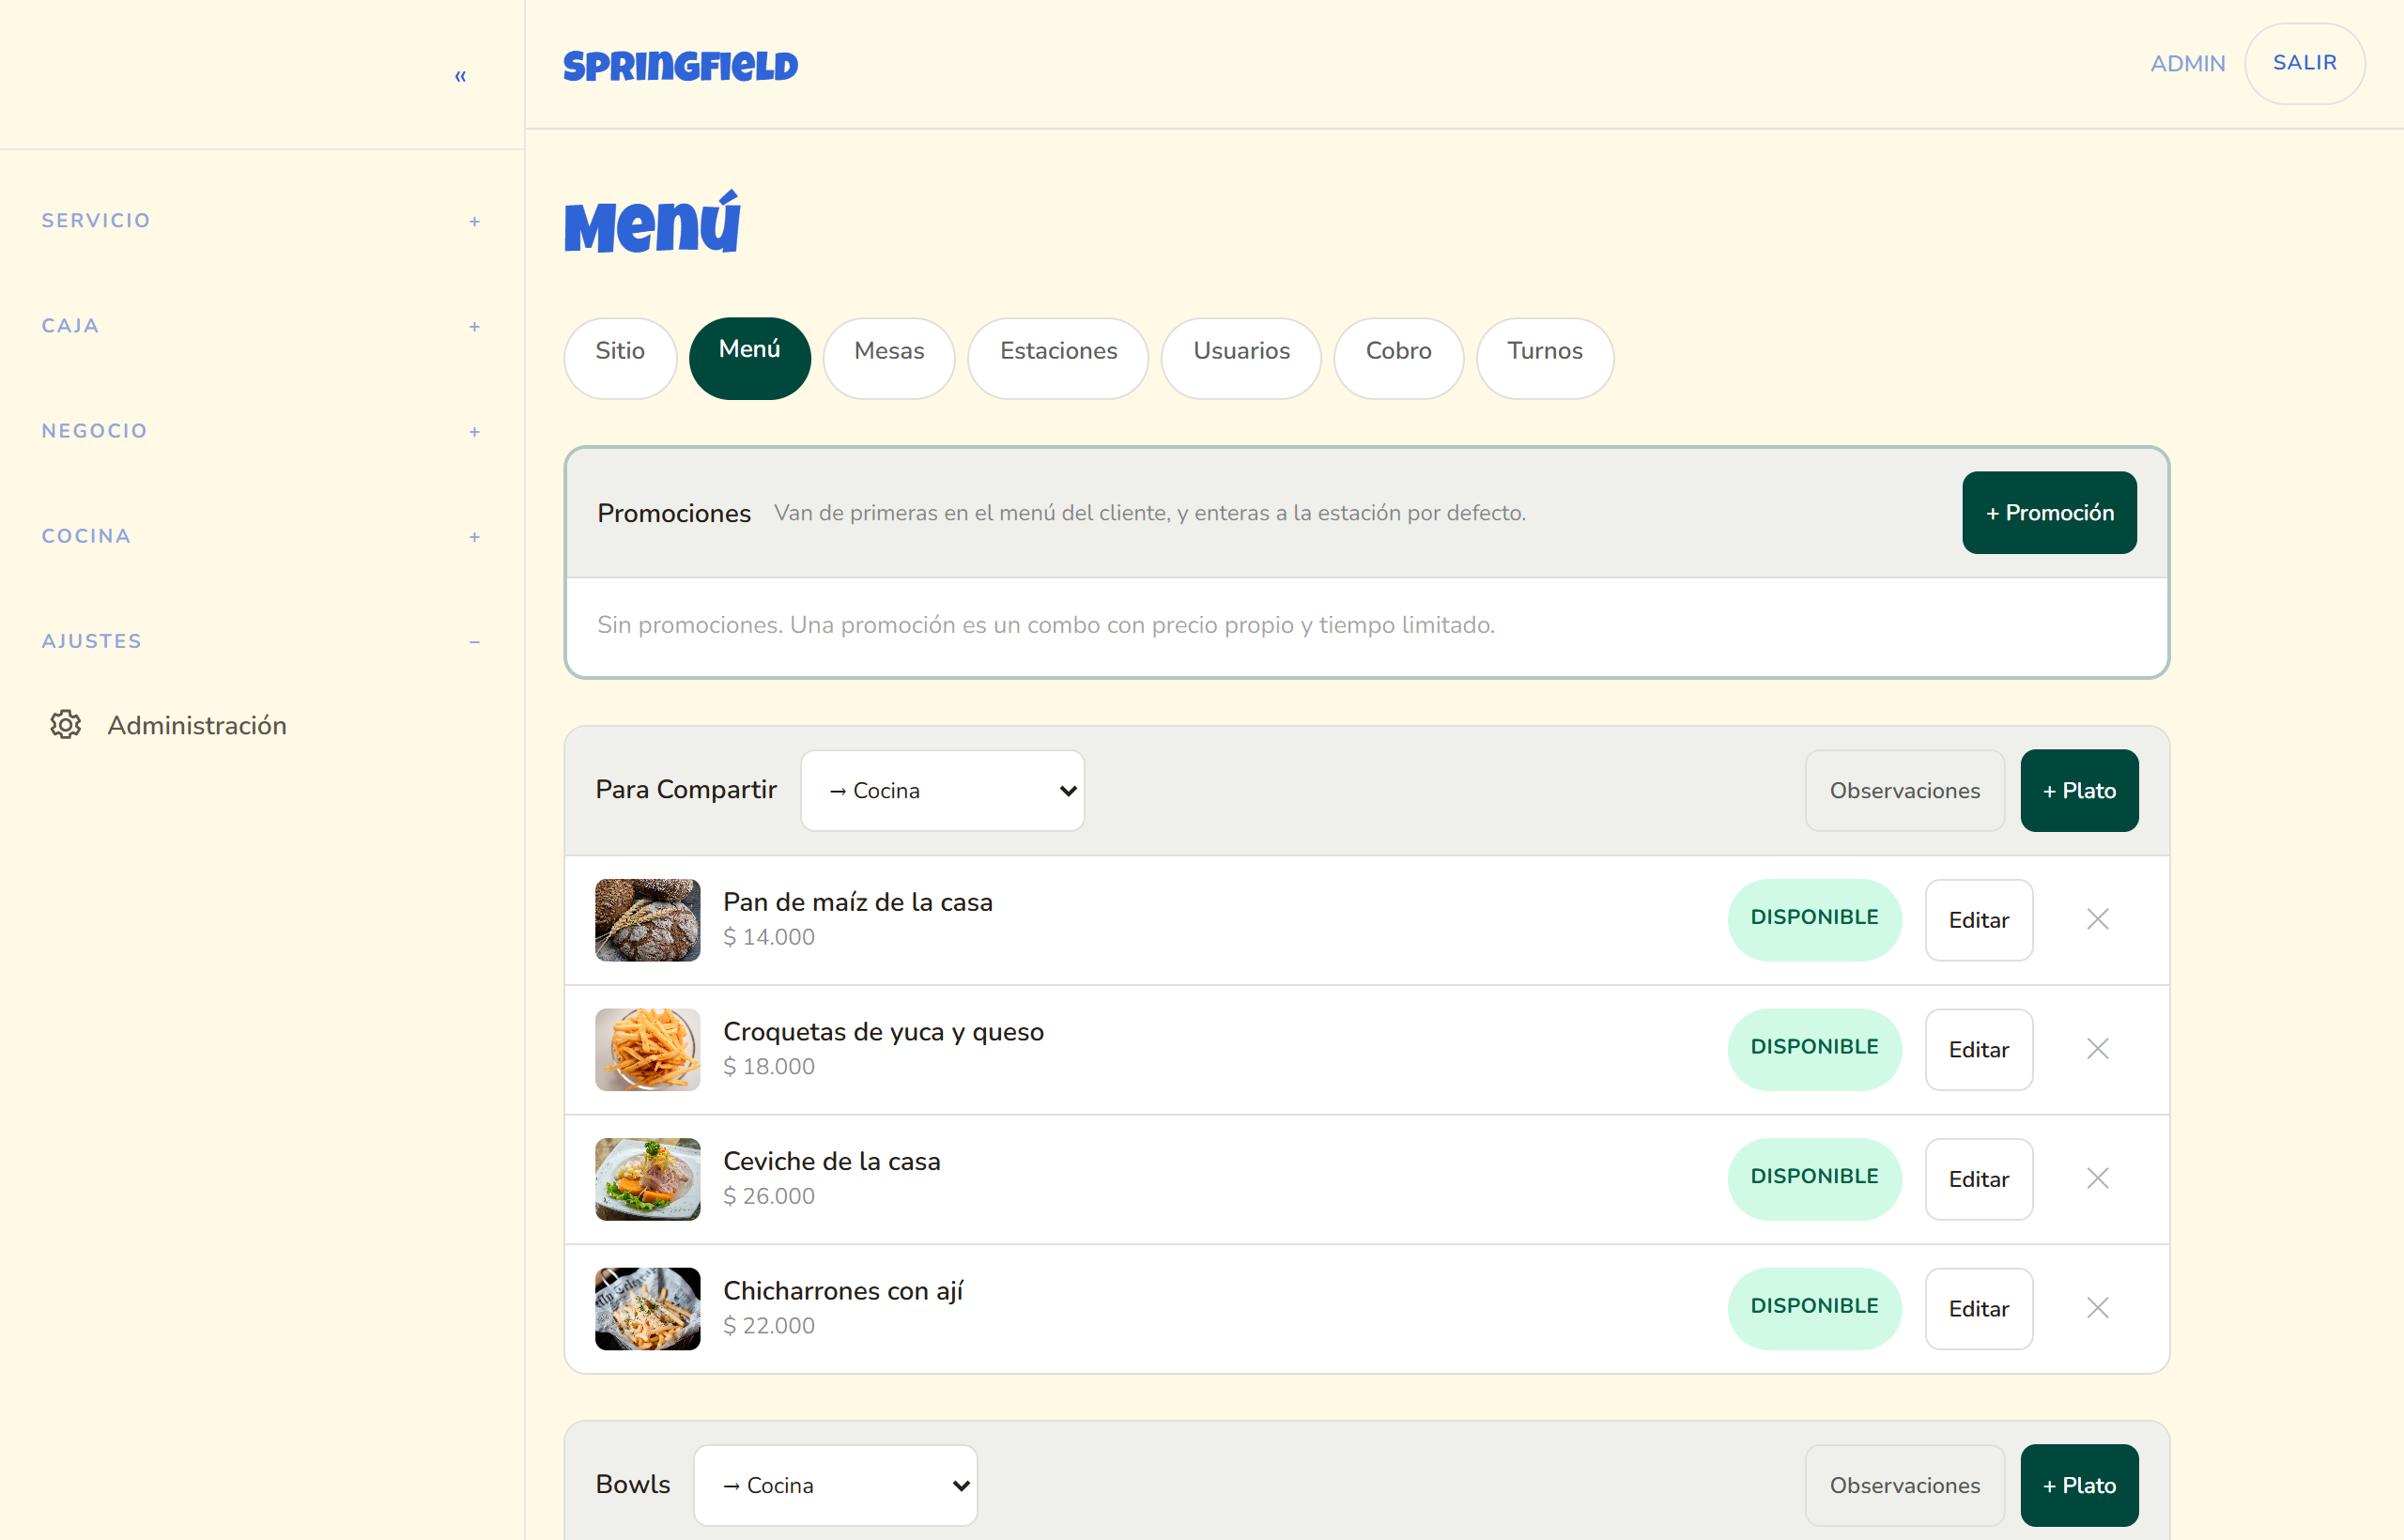 «
SPRINGFIELD
ADMIN
SALIR
SERVICIO +
CAJA +
NEGOCIO +
COCINA +
AJUSTES −
Administración
Menú
Sitio
Menú
Mesas
Estaciones
Usuarios
Cobro
Turnos
Promociones Van de primeras en el menú del cliente, y enteras a la estación por defecto.
+ Promoción
Sin promociones. Una promoción es un combo con precio propio y tiempo limitado.
Para Compartir
→ Cocina
Observaciones
+ Plato
Pan de maíz de la casa
$ 14.000
DISPONIBLE
Editar
Croquetas de yuca y queso
$ 18.000
DISPONIBLE
Editar
Ceviche de la casa
$ 26.000
DISPONIBLE
Editar
Chicharrones con ají
$ 22.000
DISPONIBLE
Editar
Bowls
→ Cocina
Observaciones
+ Plato